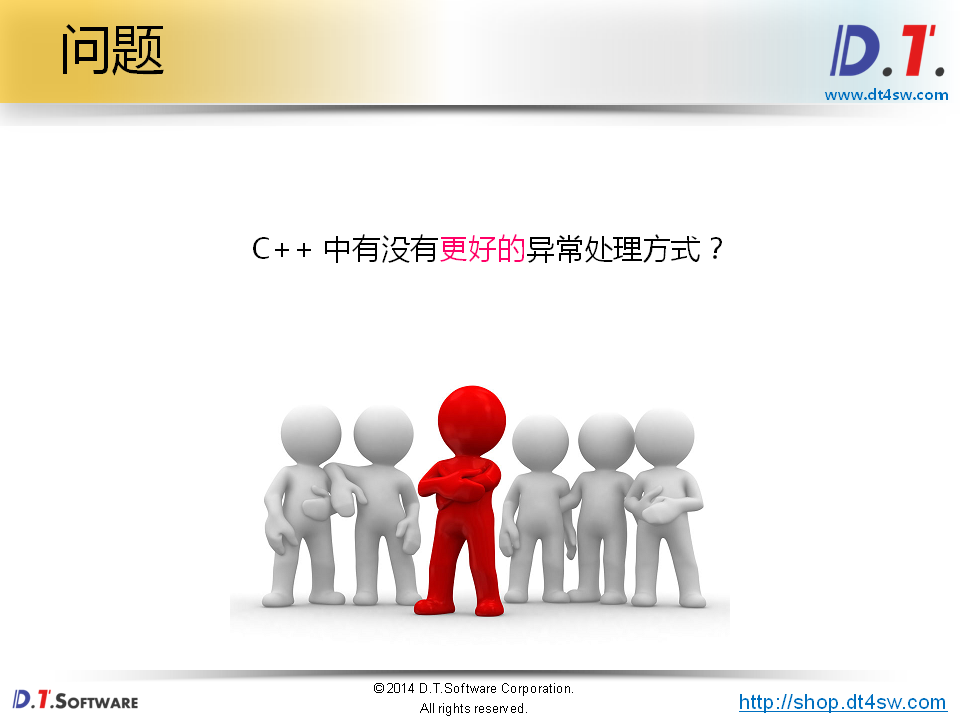 问题
D.T.
www.dt4sw.com
C++ 中有没有更好的异常处理方式？
D.T.SOFTWARE
©2014 D.T.Software Corporation.
All rights reserved.
http://shop.dt4sw.com